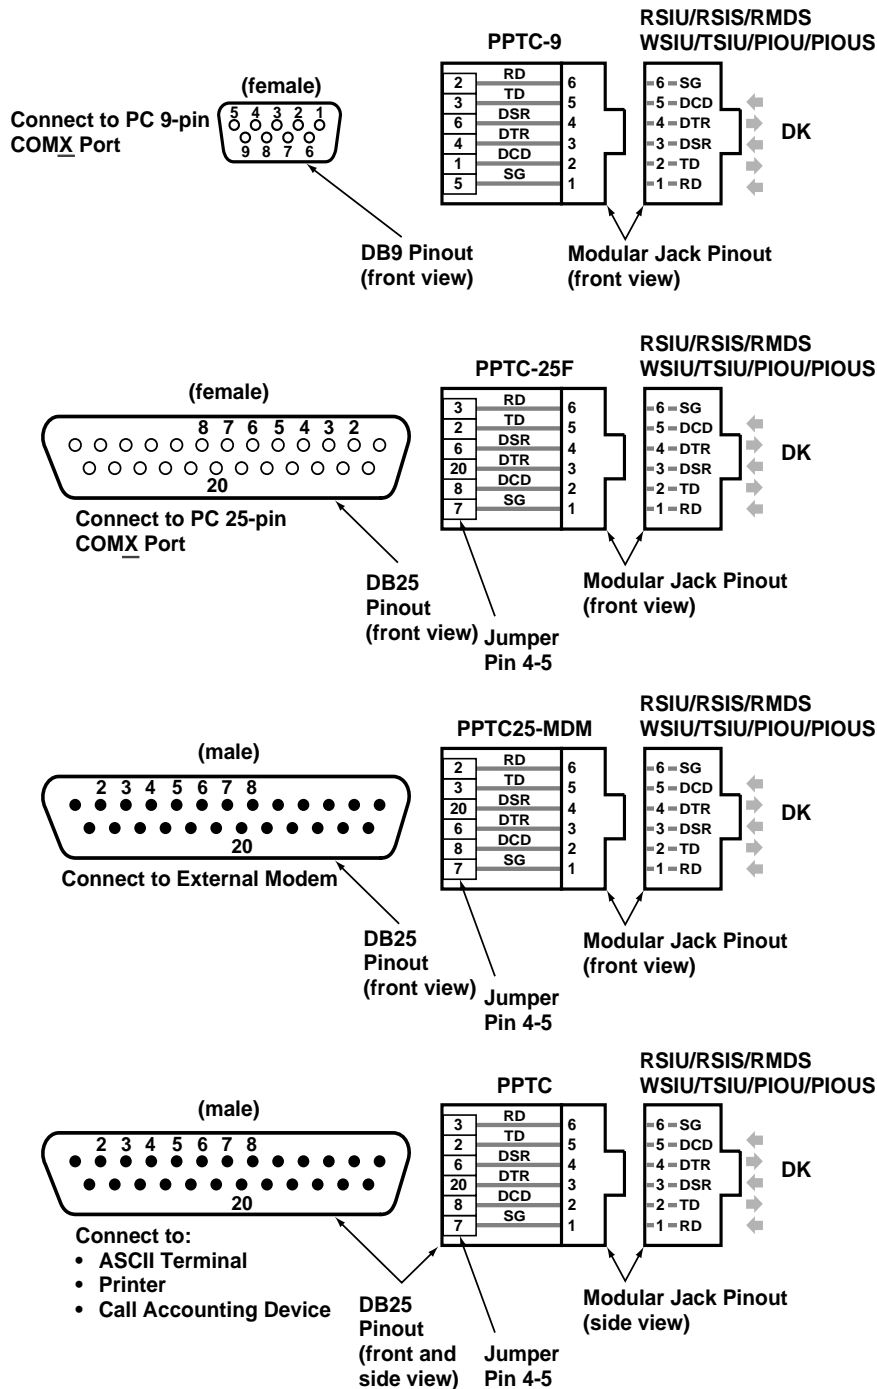 RSIU/RSIS/RMDS
PPTC-9 WSIU/TSIU/PIOU/PIOUS
(female)
Connect to PC 9-pin
COMX Port
5 4 3 2 1
9 8 7 6
2 RD 6
3 TD 5
6 DSR 4
4 DTR 3
1 DCD 2
5 SG 1
6 SG
5 DCD
4 DTR
3 DSR
2 TD
1 RD
DK
DB9 Pinout
(front view)
Modular Jack Pinout
(front view)
RSIU/RSIS/RMDS
PPTC-25F WSIU/TSIU/PIOU/PIOUS
(female)
8 7 6 5 4 3 2
20
Connect to PC 25-pin
COMX Port
3 RD 6
2 TD 5
6 DSR 4
20 DTR 3
8 DCD 2
7 SG 1
6 SG
5 DCD
4 DTR
3 DSR
2 TD
1 RD
DK
DB25
Pinout
(front view)
Jumper
Pin 4-5
Modular Jack Pinout
(front view)
RSIU/RSIS/RMDS
PPTC25-MDM WSIU/TSIU/PIOU/PIOUS
(male)
2 3 4 5 6 7 8
20
Connect to External Modem
2 RD 6
3 TD 5
20 DSR 4
6 DTR 3
8 DCD 2
7 SG 1
6 SG
5 DCD
4 DTR
3 DSR
2 TD
1 RD
DK
DB25
Pinout
(front view)
Jumper
Pin 4-5
Modular Jack Pinout
(front view)
RSIU/RSIS/RMDS
PPTC WSIU/TSIU/PIOU/PIOUS
(male)
2 3 4 5 6 7 8
20
Connect to:
• ASCII Terminal
• Printer
• Call Accounting Device
3 RD 6
2 TD 5
6 DSR 4
20 DTR 3
8 DCD 2
7 SG 1
6 SG
5 DCD
4 DTR
3 DSR
2 TD
1 RD
DK
DB25
Pinout
(front and
side view)
Jumper
Pin 4-5
Modular Jack Pinout
(side view)